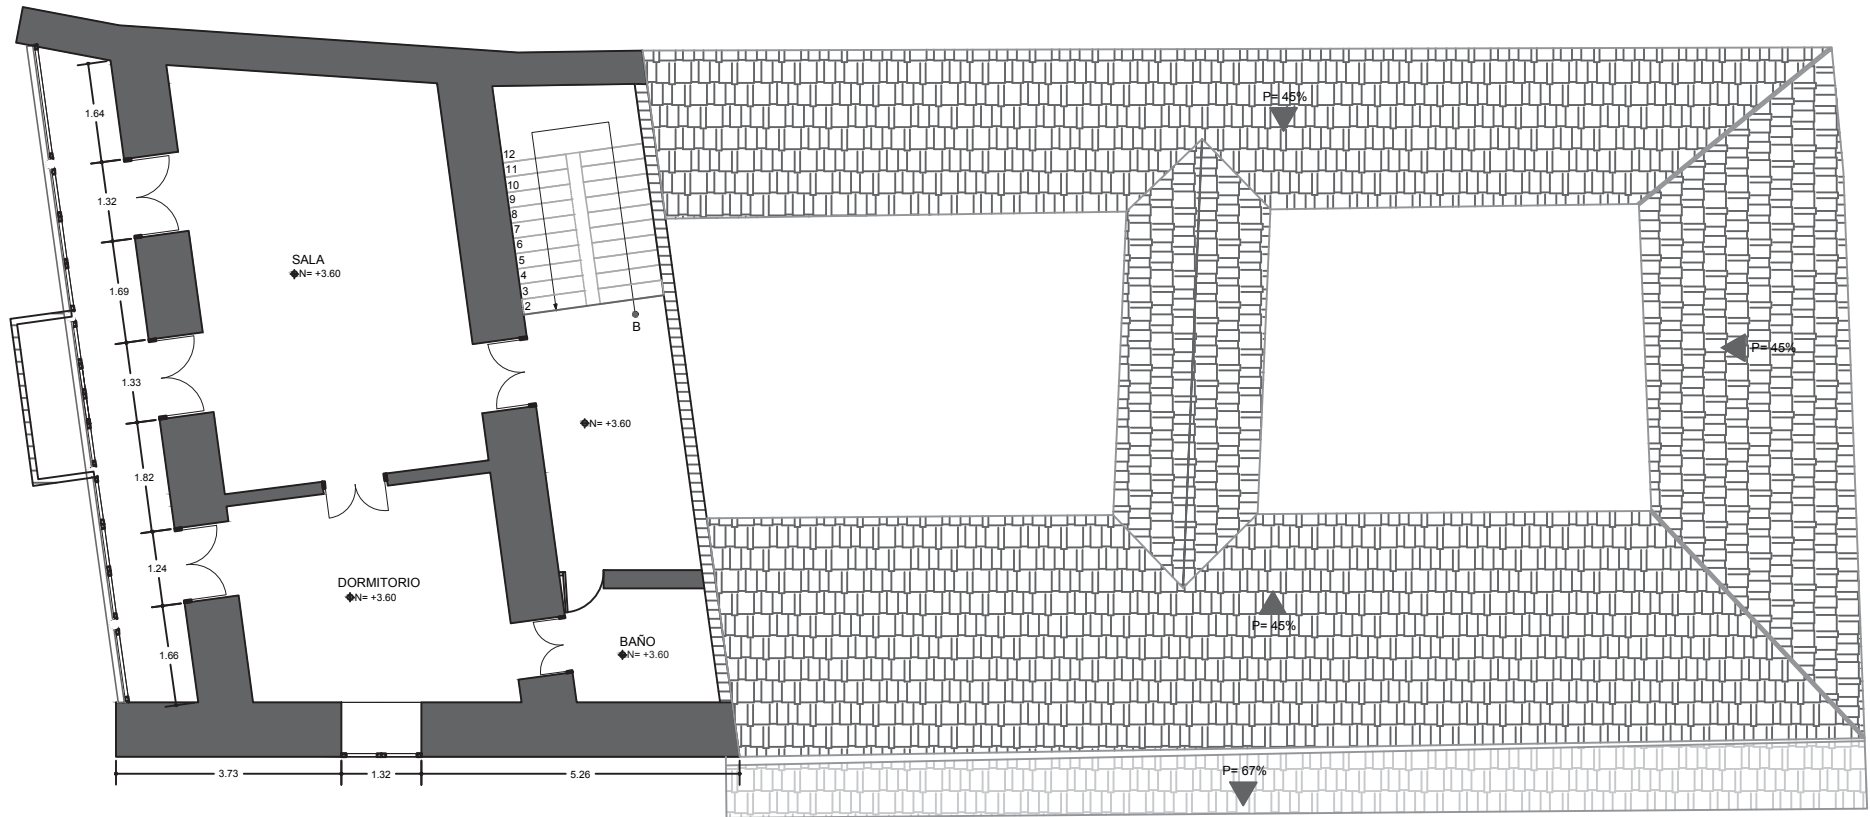 P= 45%
1.64
12
11
10
9
8
7
6
5
4
3
2
1.32
SALA
N= +3.60
1.69
B
P= 45%
1.33
N= +3.60
1.82
1.24
DORMITORIO
N= +3.60
P= 45%
BAÑO
N= +3.60
1.66
3.73
1.32
5.26
P= 67%